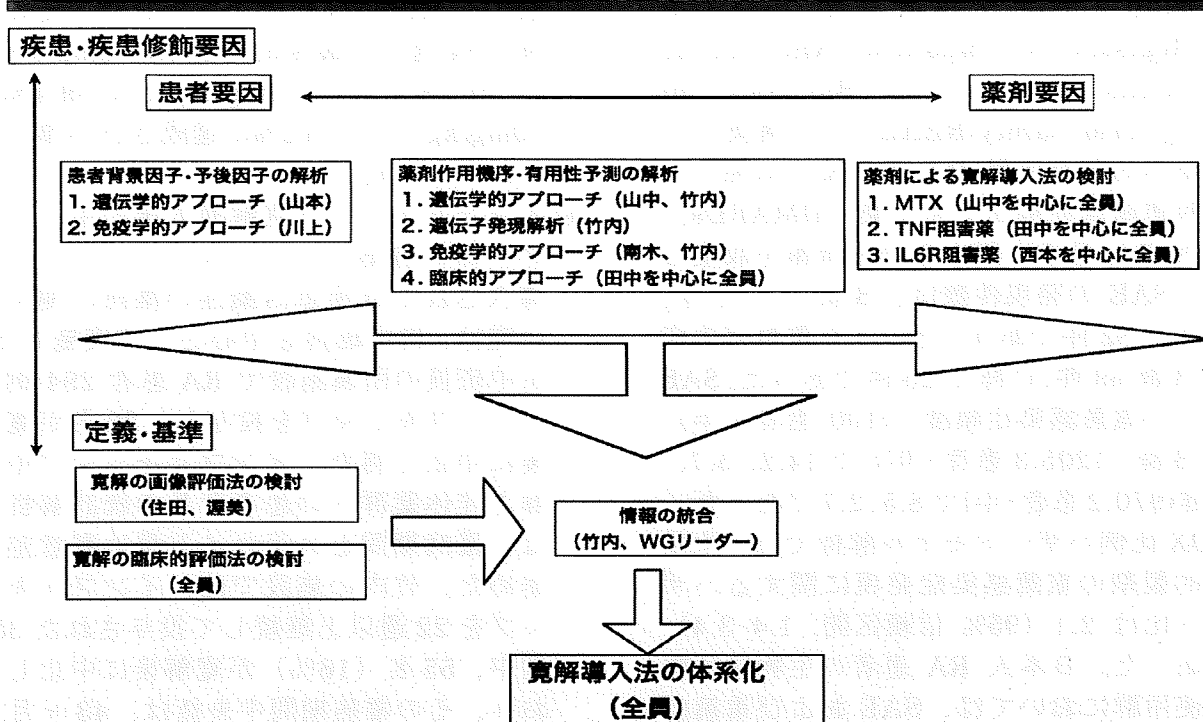 疾患・疾患修飾要因
患者要因
薬剤要因
患者背景因子・予後因子の解析
1. 遺伝学的アプローチ（山本）
2. 免疫学的アプローチ（川上）
薬剤作用機序・有用性予測の解析
1. 遺伝学的アプローチ（山中、竹内）
2. 遺伝子発現解析（竹内）
3. 免疫学的アプローチ（南木、竹内）
4. 臨床的アプローチ（田中を中心に全員）
薬剤による寛解導入法の検討
1. MTX（山中を中心に全員）
2. TNF阻害薬（田中を中心に全員）
3. IL6R阻害薬（西本を中心に全員）
定義・基準
寛解の画像評価法の検討
（住田、渥美）
寛解の臨床的評価法の検討
（全員）
情報の統合
（竹内、WGリーダー）
寛解導入法の体系化
（全員）